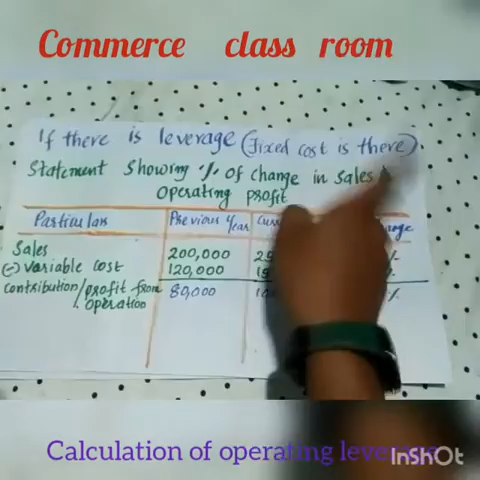 Commerce class room
If there is leverage (Fixed cost is there).
Statement Showing % of change in Sales &
Operating profit
Particulars Previous Year
Sales 200,000
(-) Variable cost 120,000 %
Contribution/profit from 80,000 %
operation
Calculation of operating leverage
InShOt